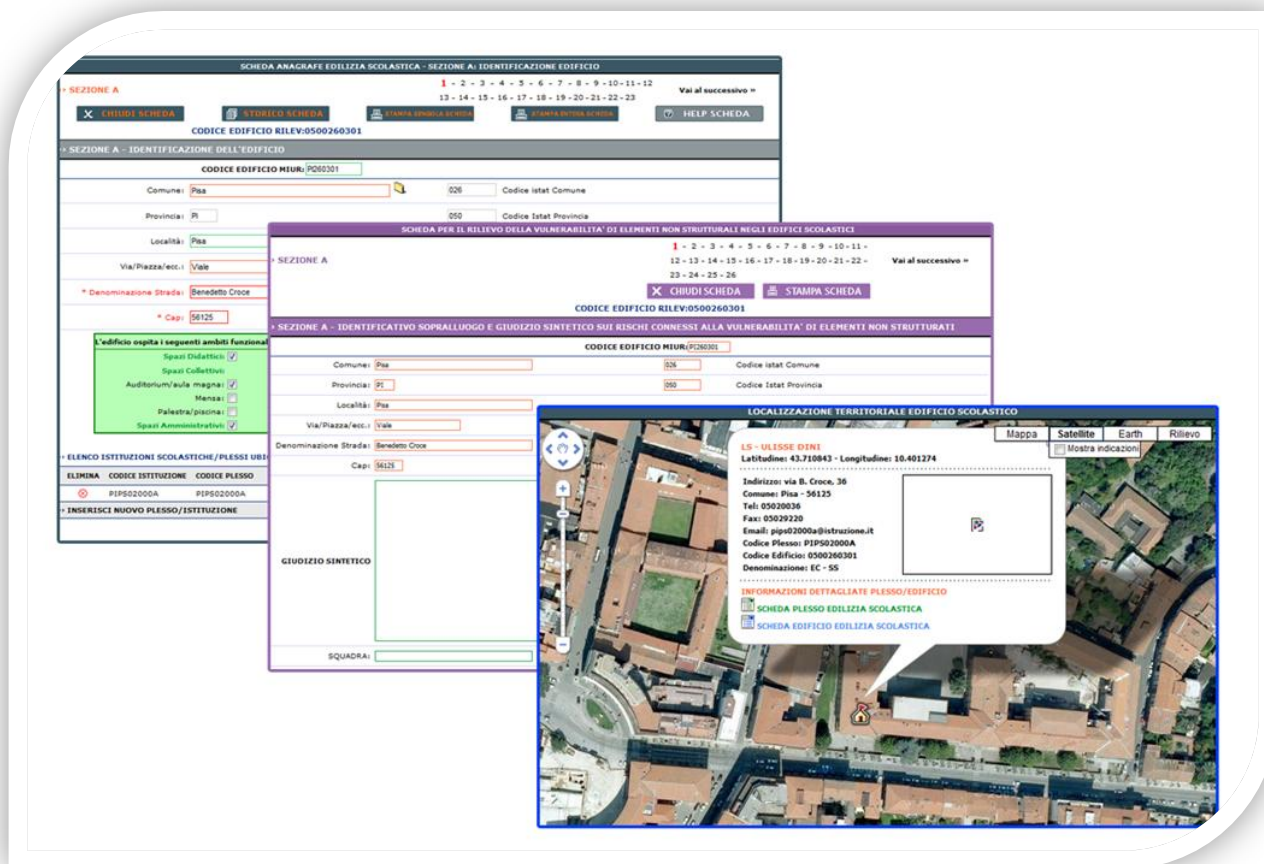 SCHEDA ANAGRAFE EDILIZIA SCOLASTICA - SEZIONE A: IDENTIFICAZIONE EDIFICIO
›› SEZIONE A
1 - 2 - 3 - 4 - 5 - 6 - 7 - 8 - 9 -10-11-12
13 - 14 - 15 - 16 - 17 - 18 - 19 -20-21-22-23
Vai al successivo »
CHIUDI SCHEDA
STORICO SCHEDA
STAMPA SINGOLA SCHEDA
STAMPA INTERA SCHEDA
HELP SCHEDA
CODICE EDIFICIO RILEV:0500260301
›› SEZIONE A - IDENTIFICAZIONE DELL'EDIFICIO
CODICE EDIFICIO MIUR: PI260301
Comune: Pisa 026 Codice istat Comune
Provincia: PI 050 Codice Istat Provincia
Località: Pisa
Via/Piazza/ecc.: Viale
* Denominazione Strada: Benedetto Croce
* Cap: 56125
L'edificio ospita i seguenti ambiti funzional
Spazi Didattici:
Spazi Collettivi:
Auditorium/aula magna:
Mensa:
Palestra/piscina:
Spazi Amministrativi:
›› ELENCO ISTITUZIONI SCOLASTICHE/PLESSI UBI
ELIMINA CODICE ISTITUZIONE CODICE PLESSO
PIPS02000A PIPS02000A
›› INSERISCI NUOVO PLESSO/ISTITUZIONE
SCHEDA PER IL RILIEVO DELLA VULNERABILITA' DI ELEMENTI NON STRUTTURALI NEGLI EDIFICI SCOLASTICI
› SEZIONE A
1 - 2 - 3 - 4 - 5 - 6 - 7 - 8 - 9 -10-11-
12 - 13 - 14 - 15 - 16 - 17 - 18 - 19 - 20 - 21 - 22 -
23 - 24 - 25 - 26
Vai al successivo »
CHIUDI SCHEDA
STAMPA SCHEDA
CODICE EDIFICIO RILEV:0500260301
› SEZIONE A - IDENTIFICATIVO SOPRALLUOGO E GIUDIZIO SINTETICO SUI RISCHI CONNESSI ALLA VULNERABILITA' DI ELEMENTI NON STRUTTURATI
CODICE EDIFICIO MIUR: PI260301
Comune: Pisa 026 Codice istat Comune
Provincia: PI 050 Codice Istat Provincia
Località: Pisa
Via/Piazza/ecc.: Viale
Denominazione Strada: Benedetto Croce
Cap: 56125
GIUDIZIO SINTETICO
SQUADRA:
LOCALIZZAZIONE TERRITORIALE EDIFICIO SCOLASTICO
Mappa Satellite Earth Rilievo
Mostra indicazioni
LS - ULISSE DINI
Latitudine: 43.710843 - Longitudine: 10.401274
Indirizzo: via B. Croce, 36
Comune: Pisa - 56125
Tel: 05020036
Fax: 05029220
Email: pips02000a@istruzione.it
Codice Plesso: PIPS02000A
Codice Edificio: 0500260301
Denominazione: EC - SS
INFORMAZIONI DETTAGLIATE PLESSO/EDIFICIO
SCHEDA PLESSO EDILIZIA SCOLASTICA
SCHEDA EDIFICIO EDILIZIA SCOLASTICA